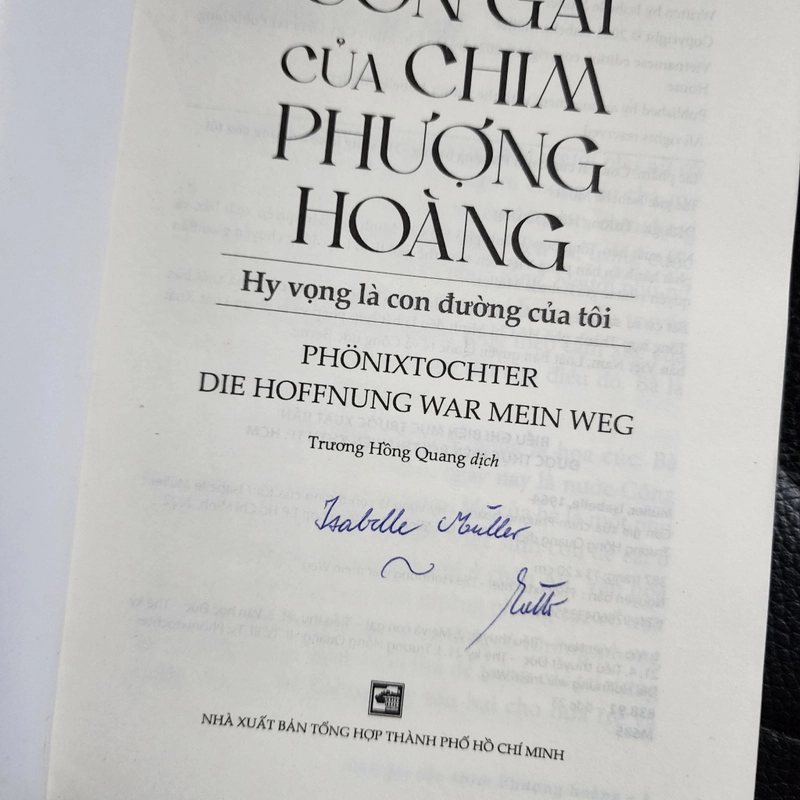 CON GÁI
CỦA CHIM
PHƯỢNG
HOÀNG
Hy vọng là con đường của tôi
PHÖNIXTOCHTER
DIE HOFFNUNG WAR MEIN WEG
Trương Hồng Quang dịch
Isabelle Müller
NHÀ XUẤT BẢN TỔNG HỢP THÀNH PHỐ HỒ CHÍ MINH